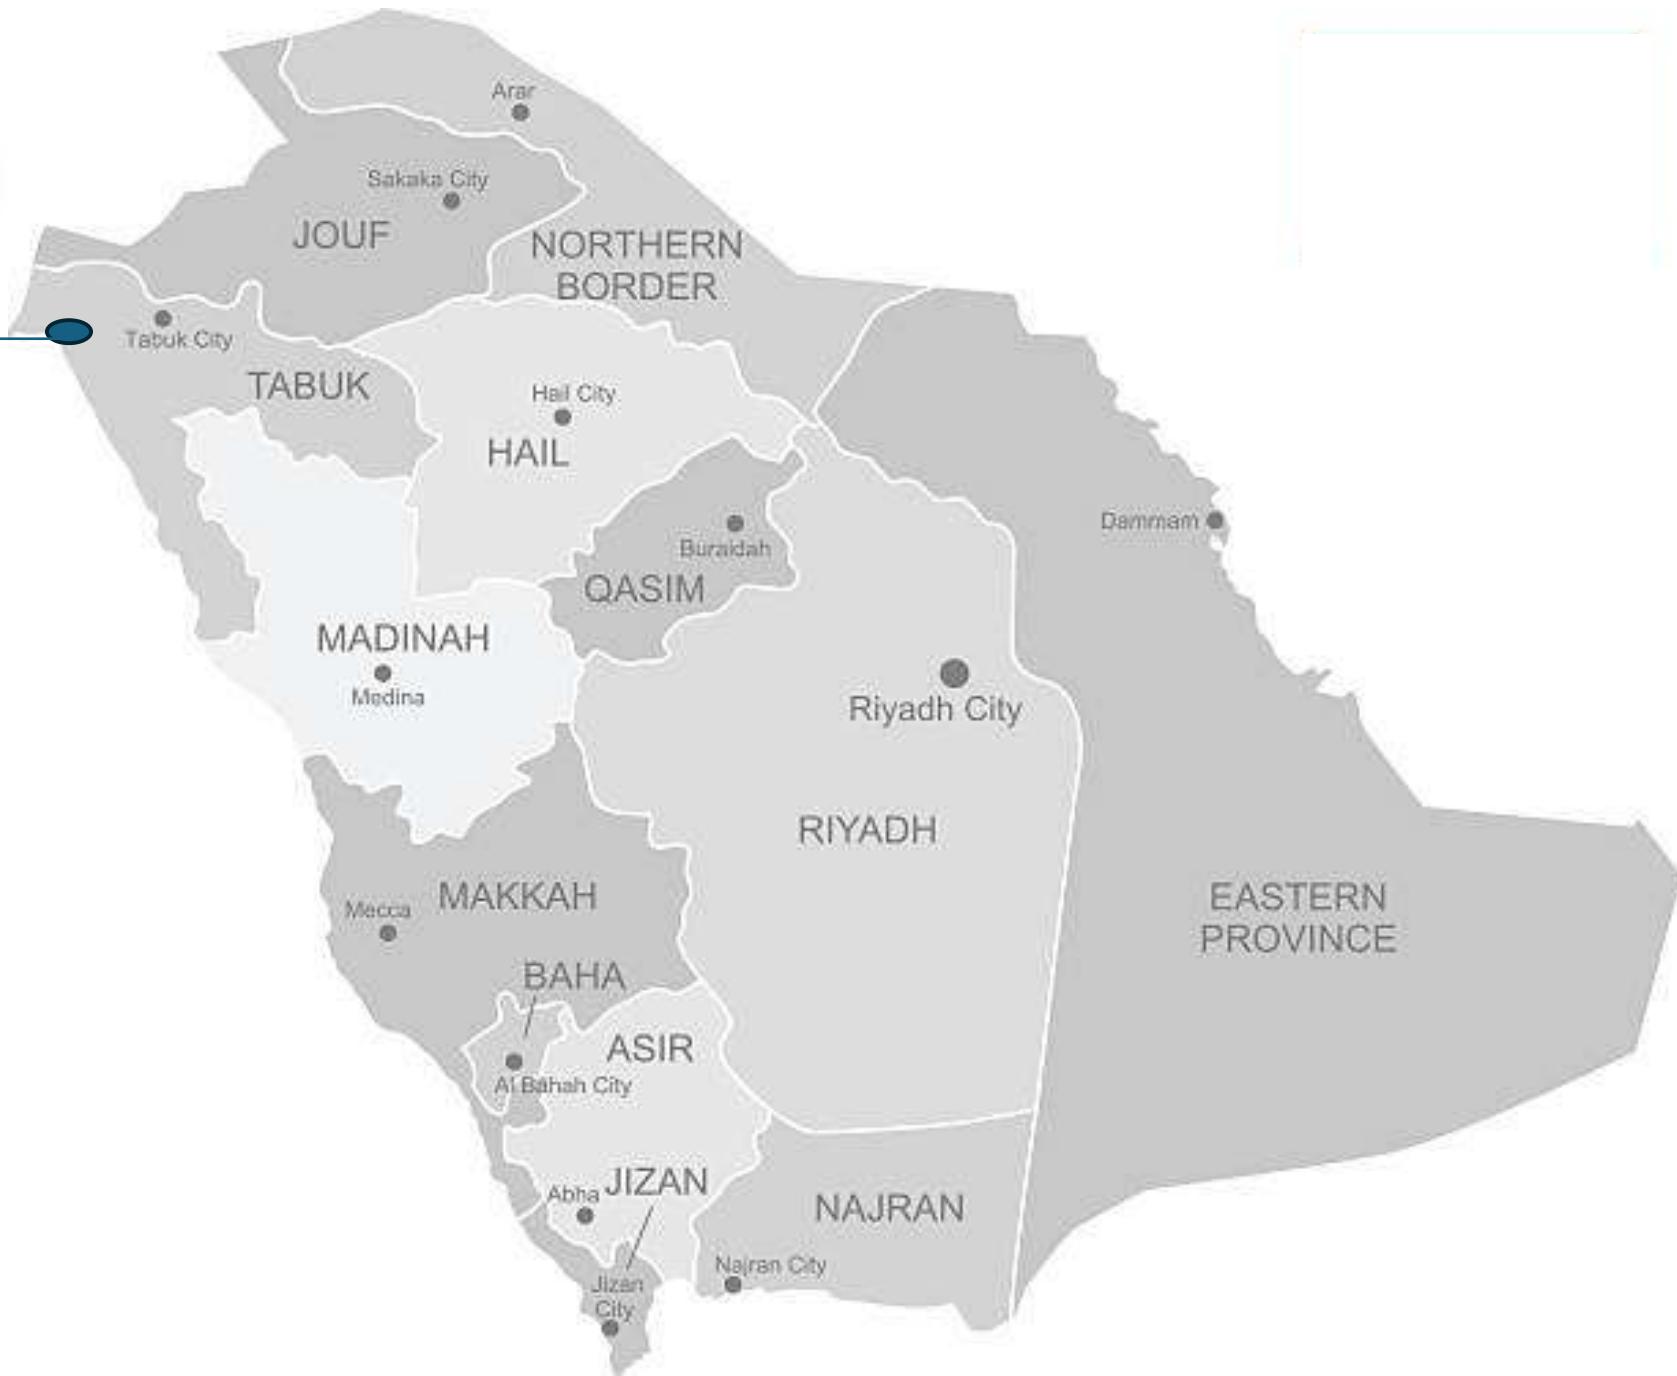 Arar
Sakaka City
JOUF
NORTHERN
BORDER
Tabuk City
TABUK
Hail City
HAIL
Dammam
Buraidah
QASIM
MADINAH
Medina
Riyadh City
RIYADH
MAKKAH
Mecca
EASTERN
PROVINCE
BAHA
ASIR
Al Bahah City
JIZAN
Abha
NAJRAN
Najran City
Jizan
City